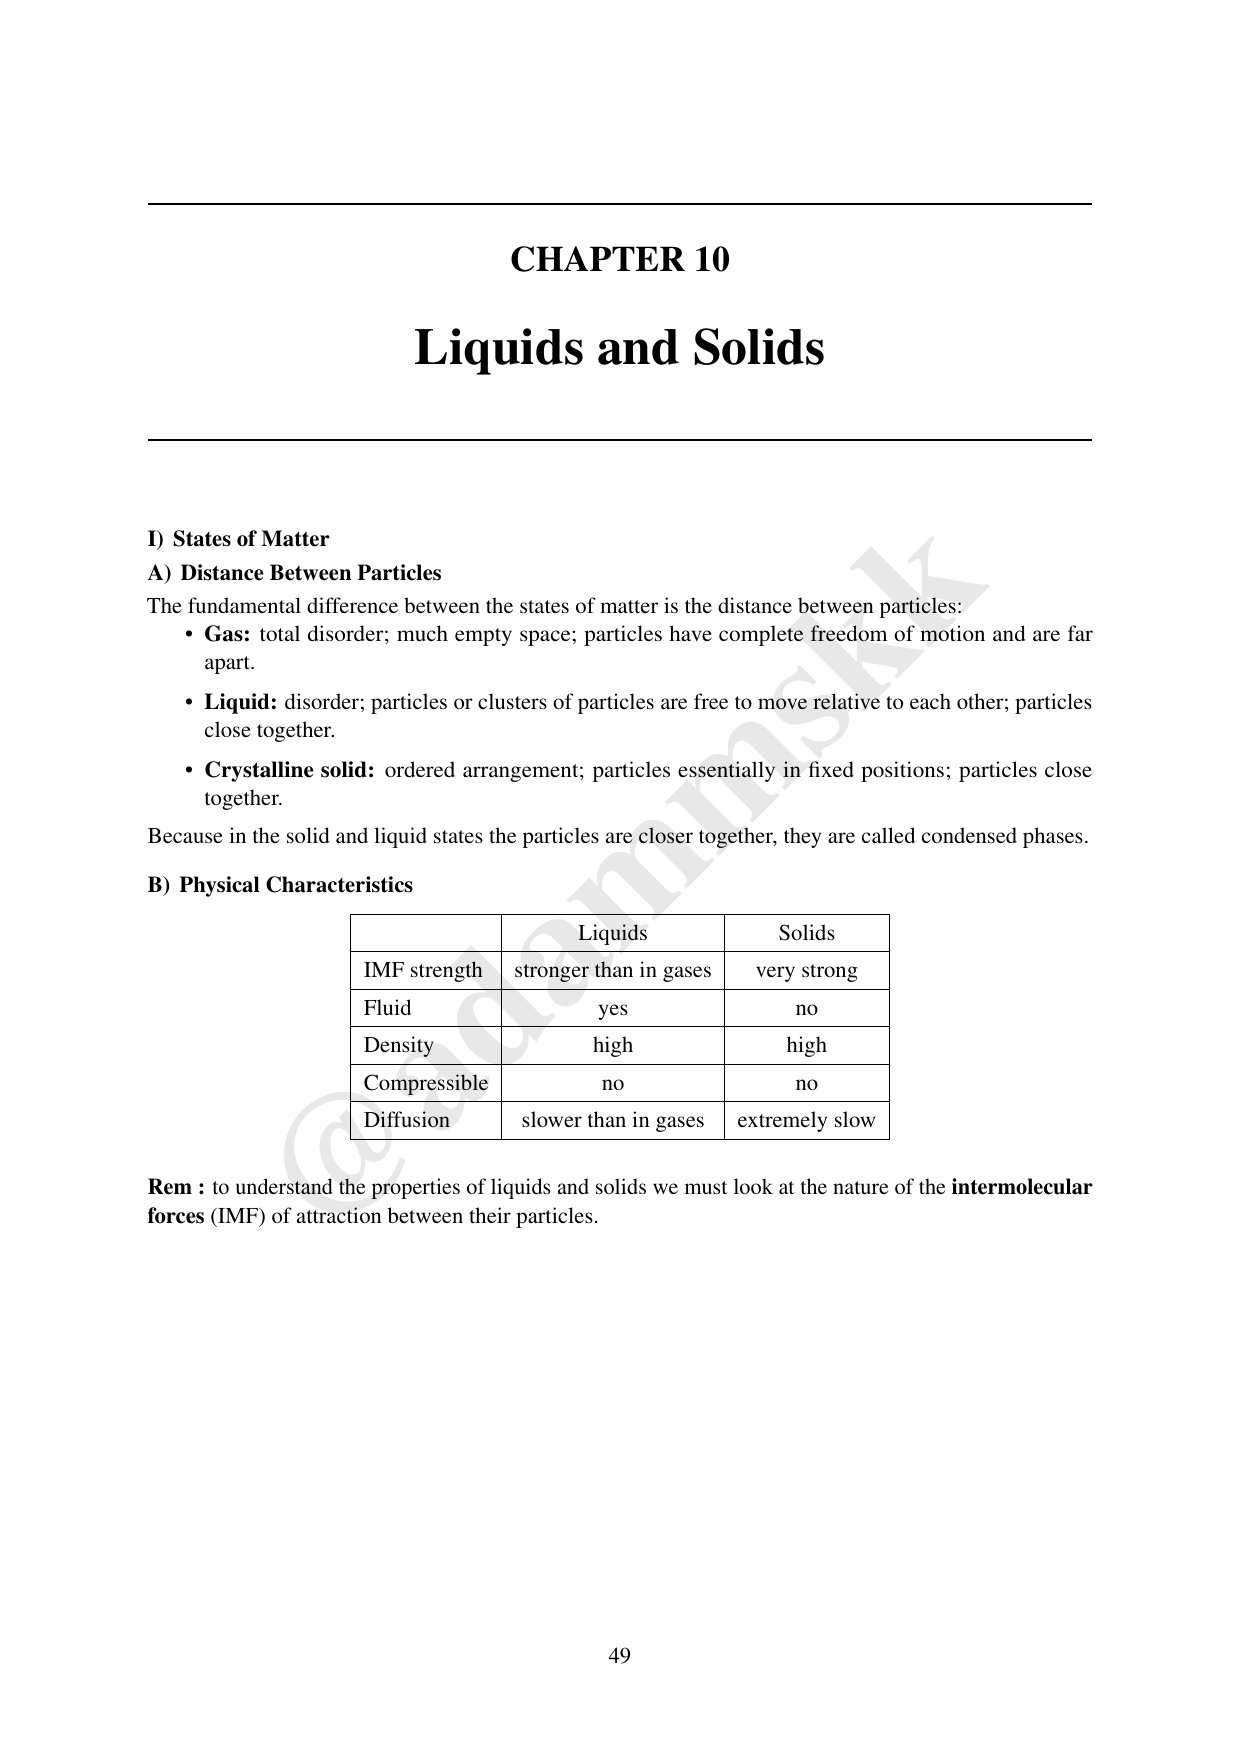 CHAPTER 10
Liquids and Solids
I) States of Matter
A) Distance Between Particles
The fundamental difference between the states of matter is the distance between particles:
• Gas: total disorder; much empty space; particles have complete freedom of motion and are far
apart.
• Liquid: disorder; particles or clusters of particles are free to move relative to each other; particles
close together.
• Crystalline solid: ordered arrangement; particles essentially in fixed positions; particles close
together.
Because in the solid and liquid states the particles are closer together, they are called condensed phases.
B) Physical Characteristics
Liquids Solids
IMF strength stronger than in gases very strong
Fluid yes no
Density high high
Compressible no no
Diffusion slower than in gases extremely slow
Rem : to understand the properties of liquids and solids we must look at the nature of the intermolecular
forces (IMF) of attraction between their particles.
49
@adammskk